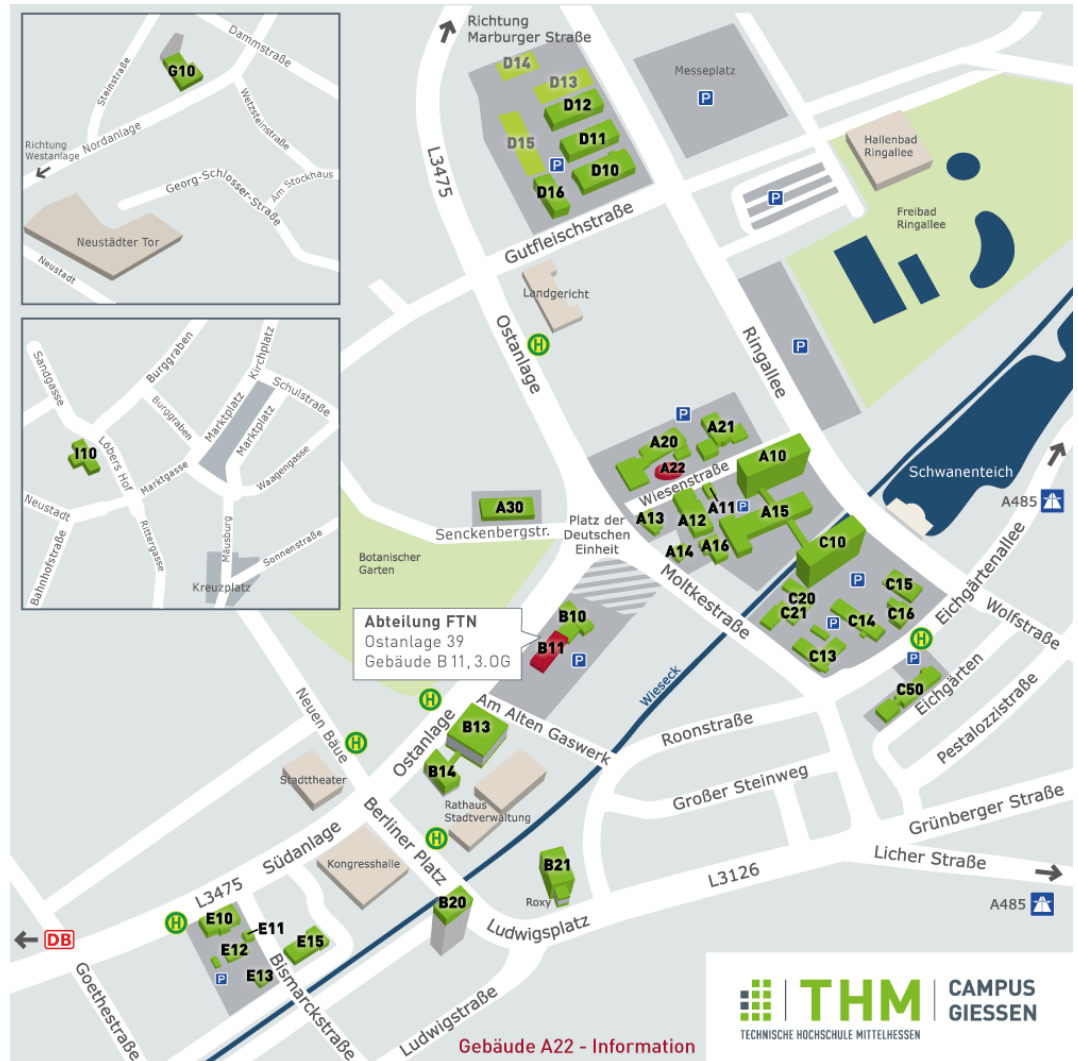 G10
Dammstraße
Steinstraße
Wetzsteinstraße
Richtung
Westanlage
Nordanlage
Georg-Schlosser-Straße
Am Stockhaus
Neustädter Tor
Neustadt
Sandgasse
Burggraben
Kirchplatz
Schulstraße
Burggraben
Marktplatz
Marktplatz
I10
Löbers Hof
Marktgasse
Waagengasse
Neustadt
Rittergasse
Mäusburg
Sonnenstraße
Bahnhofstraße
Kreuzplatz
Richtung
Marburger Straße
L3475
D14
D13
D12
D15
D11
P
D10
D16
Messeplatz
P
Hallenbad
Ringallee
P
Freibad
Ringallee
Gutfleischstraße
Landgericht
H
Ostanlage
Ringallee
P
P
A21
A20
A22
A10
Wiesenstraße
A30
A13
A12
A11
P
A15
Senckenbergstr.
Platz der
Deutschen
Einheit
A14
A16
C10
Schwanenteich
A485
Botanischer
Garten
Moltkestraße
P
C15
C20
C21
C14
C16
P
C13
Eichgärtenallee
Wolfstraße
H
P
C50
Eichgärten
Pestalozzistraße
Abteilung FTN
Ostanlage 39
Gebäude B 11, 3.OG
B10
B11
P
Wieseck
H
Ostanlage
Am Alten Gaswerk
B13
B14
Neuen Bäue
H
Stadttheater
Rathaus
Stadtverwaltung
Roonstraße
Großer Steinweg
Grünberger Straße
Licher Straße
A485
Berliner Platz
H
Südanlage
Kongresshalle
L3475
B21
Roxy
L3126
B20
Ludwigsplatz
H
E10
E11
E12
E15
P
E13
DB
Goethestraße
Bismarckstraße
Ludwigstraße
Gebäude A22 - Information
THM
CAMPUS
GIESSEN
TECHNISCHE HOCHSCHULE MITTELHESSEN